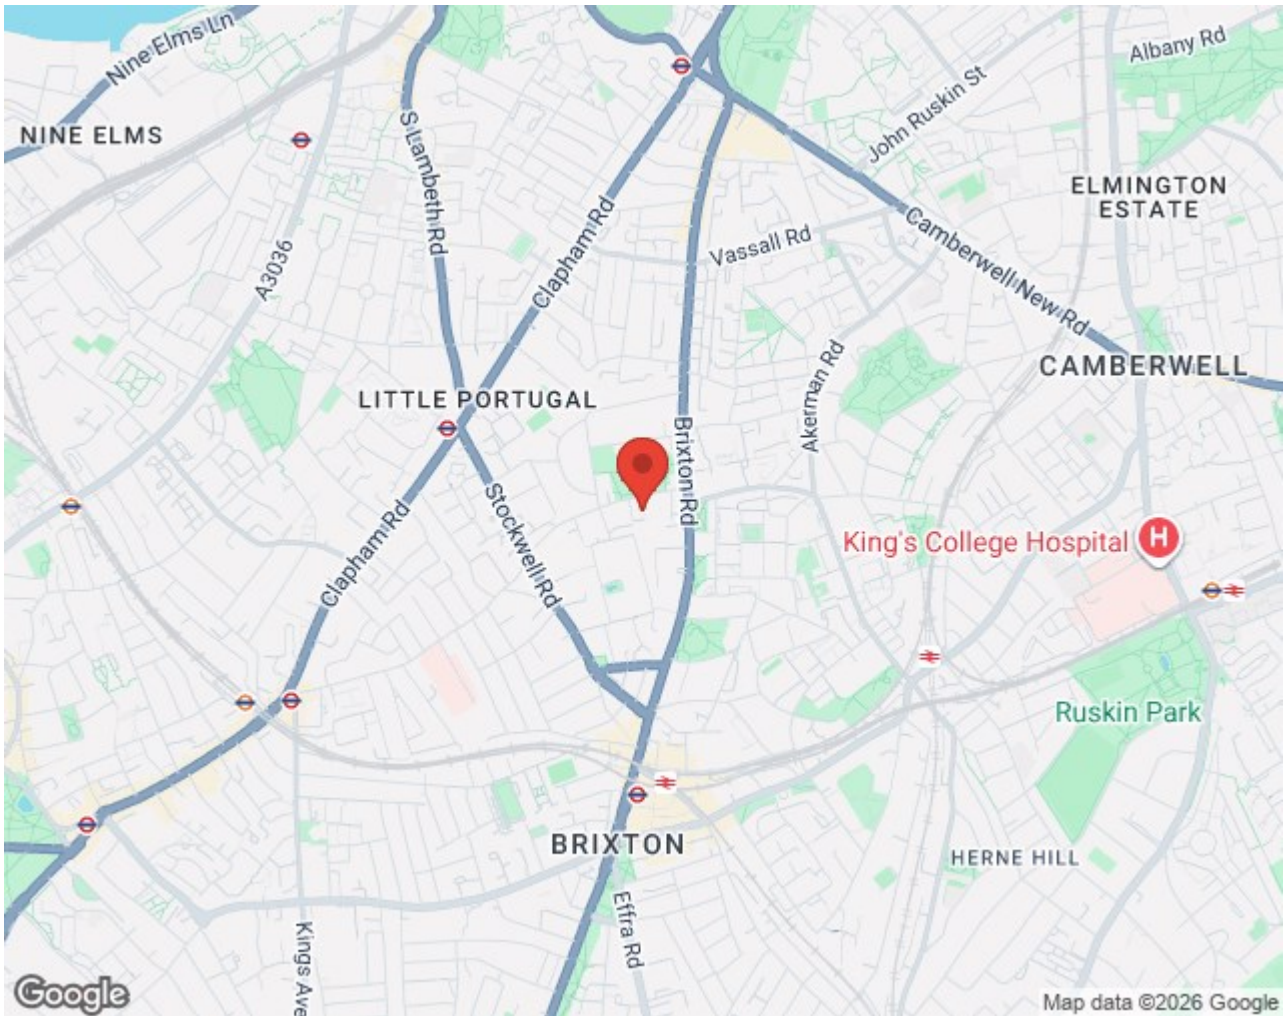 Nine Elms Ln
Albany Rd
John Ruskin St
NINE ELMS
S Lambeth Rd
ELMINGTON
ESTATE
Clapham Rd
Vassall Rd
Camberwell New Rd
A3036
Akerman Rd
CAMBERWELL
LITTLE PORTUGAL
Brixton Rd
Stockwell Rd
Clapham Rd
King's College Hospital
H
Ruskin Park
BRIXTON
HERNE HILL
Effra Rd
Kings Ave
Google
Map data ©2026 Google